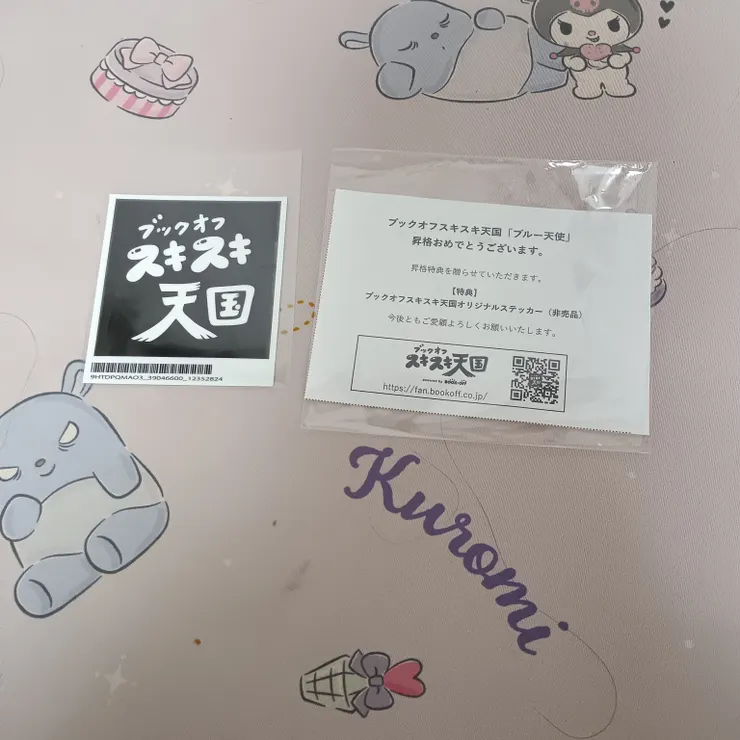 ブックオフ
スキスキ
天国
9HTDPQMAO3_39046600_12352824
ブックオフスキスキ天国「ブルー天使」
昇格おめでとうございます。
昇格特典を贈らせていただきます。
【特典】
ブックオフスキスキ天国オリジナルステッカー（非売品）
今後ともご愛顧よろしくお願いいたします。
ブックオフ
スキスキ天国
powered by BOOK-OFF
https://fan.bookoff.co.jp/
Kuromi